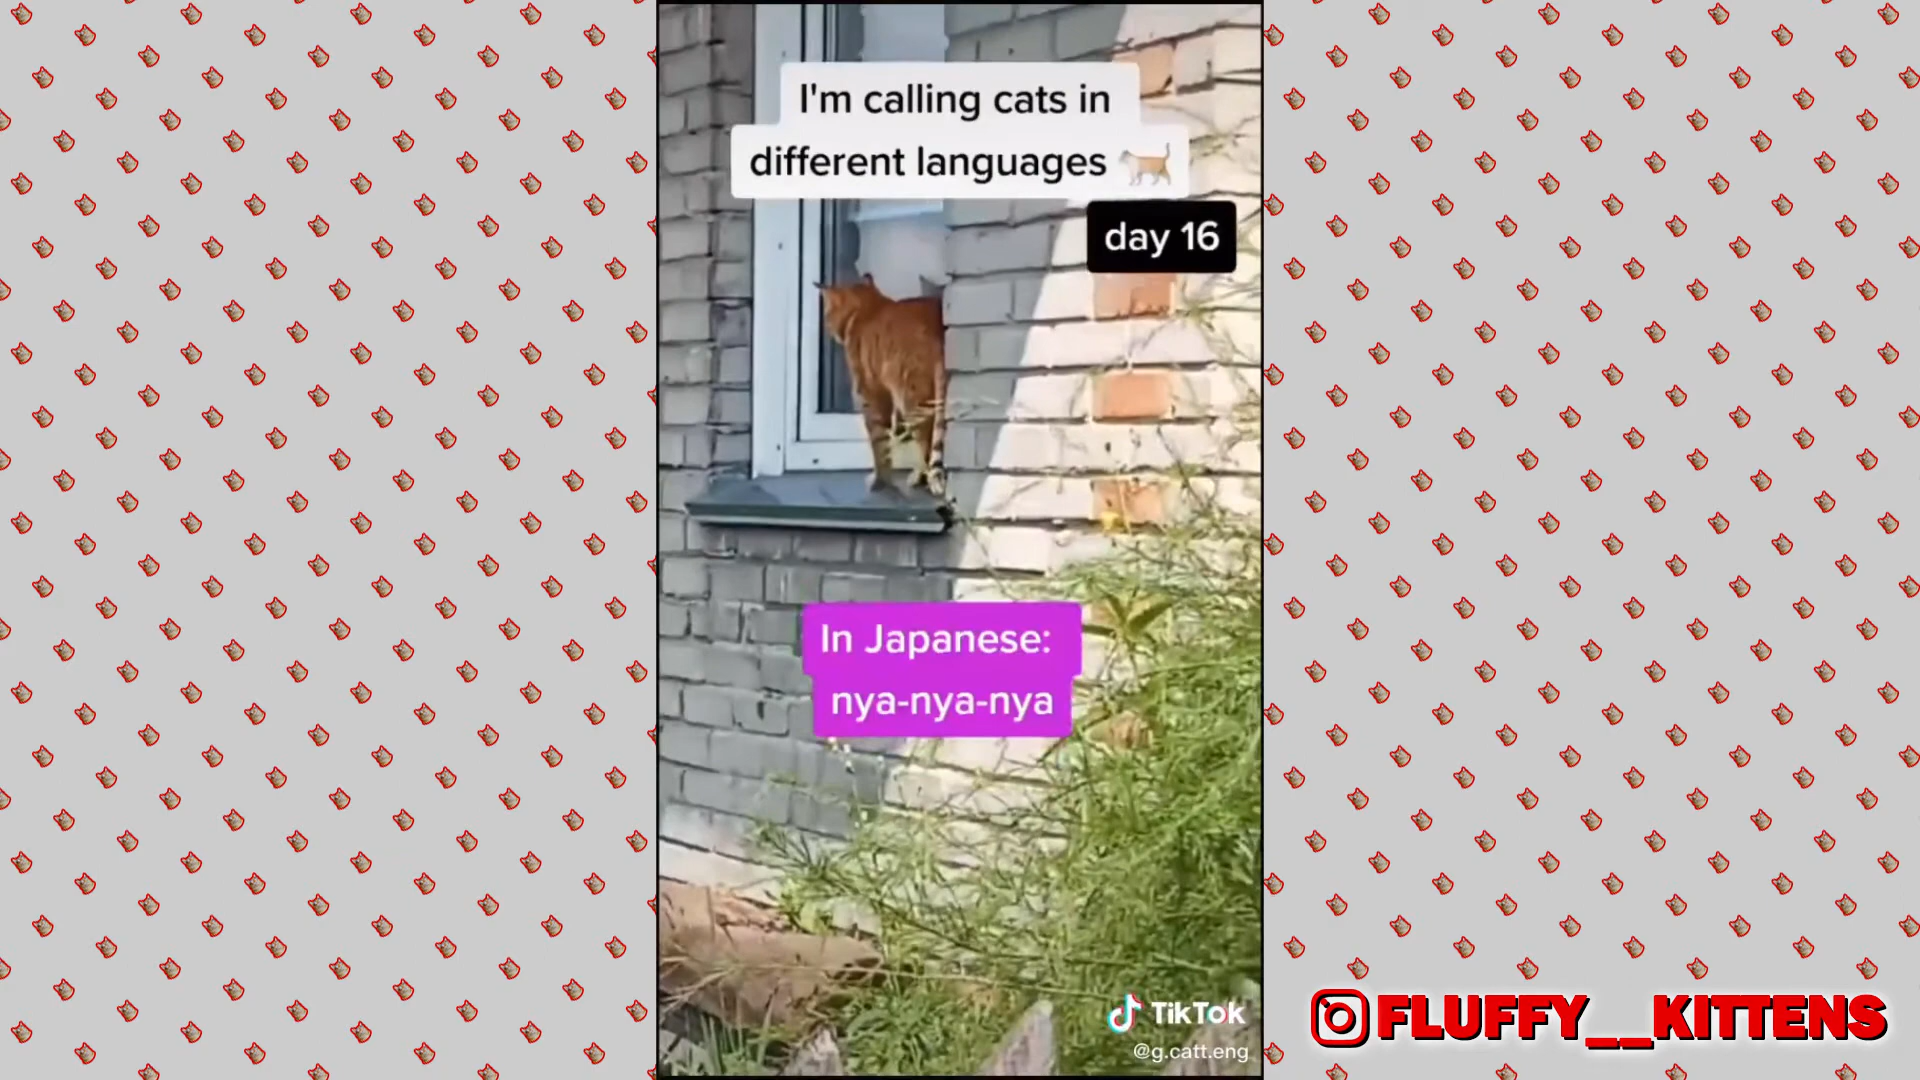 I'm calling cats in
different languages
day 16
In Japanese:
nya-nya-nya
TikTok
@g.catt.eng
FLUFFY__KITTENS